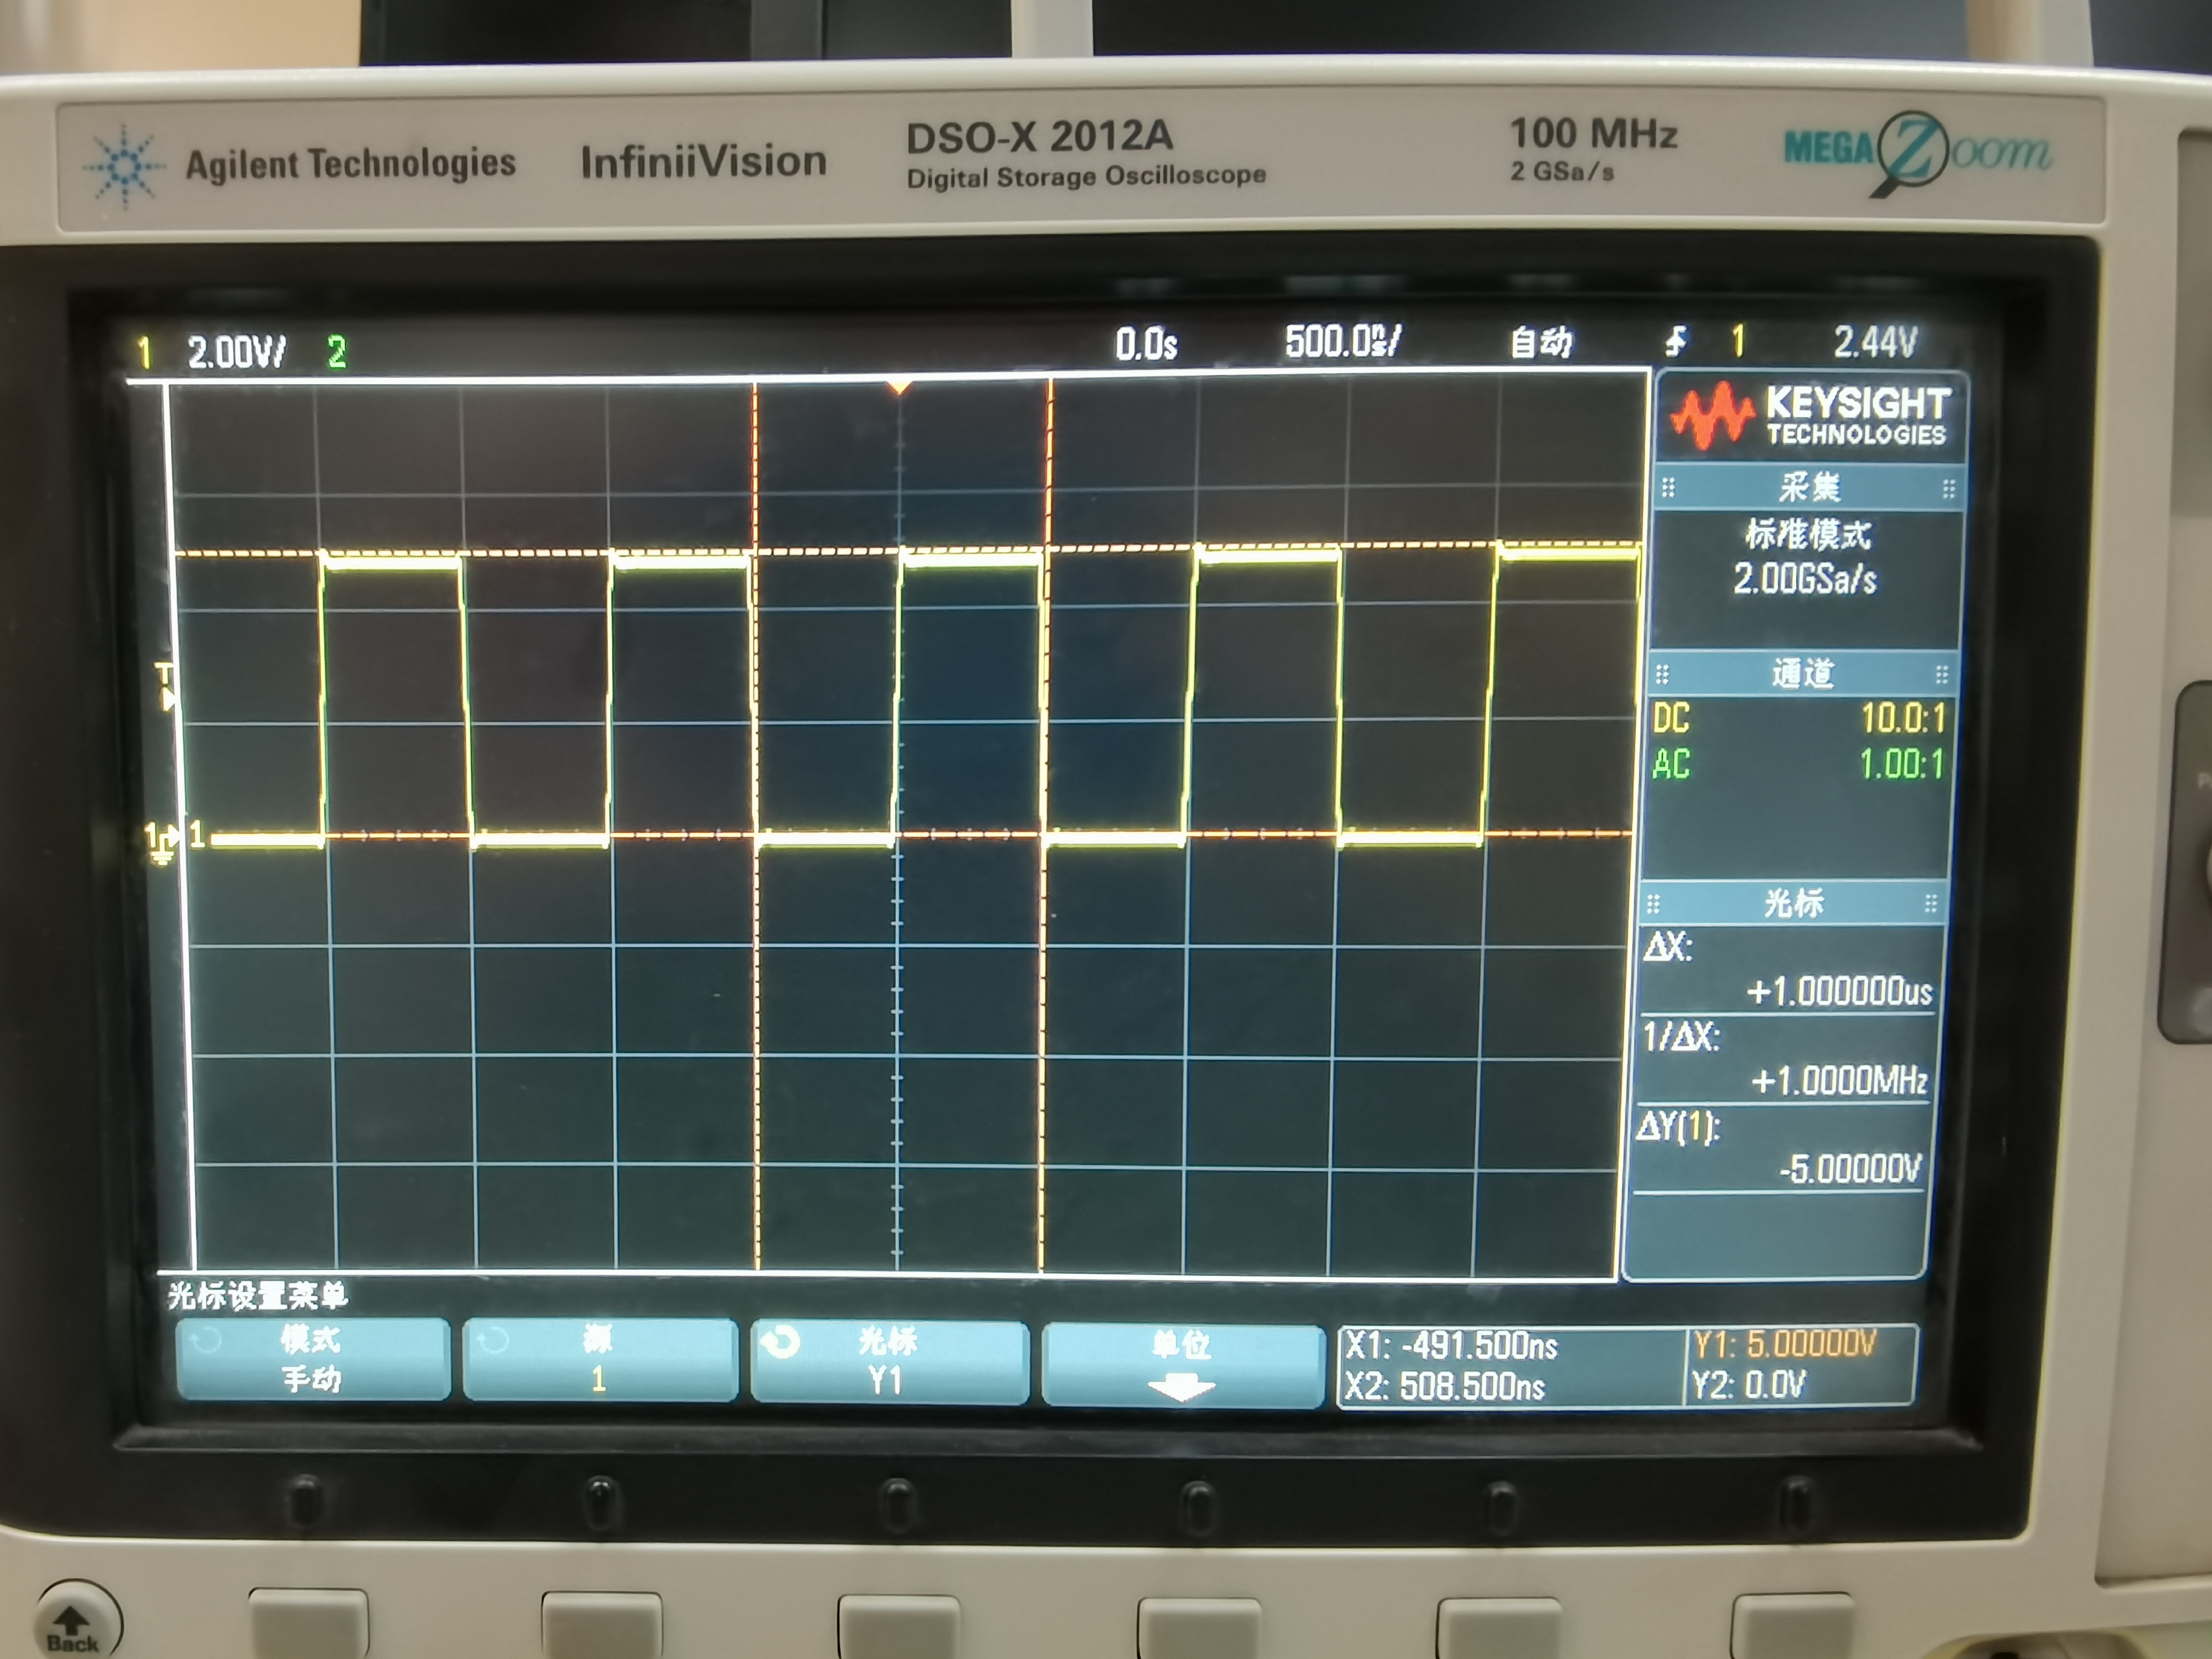 Agilent Technologies InfiniiVision DSO-X 2012A 100 MHz MEGA Zoom
Digital Storage Oscilloscope 2 GSa/s
1 2.00V/ 2 0.0s 500.0ns/ 自动 1 2.44V
KEYSIGHT
TECHNOLOGIES
采集
标准模式
2.00GSa/s
通道
DC 10.0:1
AC 1.00:1
T
1 1
光标
ΔX:
+1.000000us
1/ΔX:
+1.0000MHz
ΔY(1):
-5.00000V
光标设置菜单
模式 源 光标 单位
手动 1 Y1
X1: -491.500ns Y1: 5.00000V
X2: 508.500ns Y2: 0.0V
Back